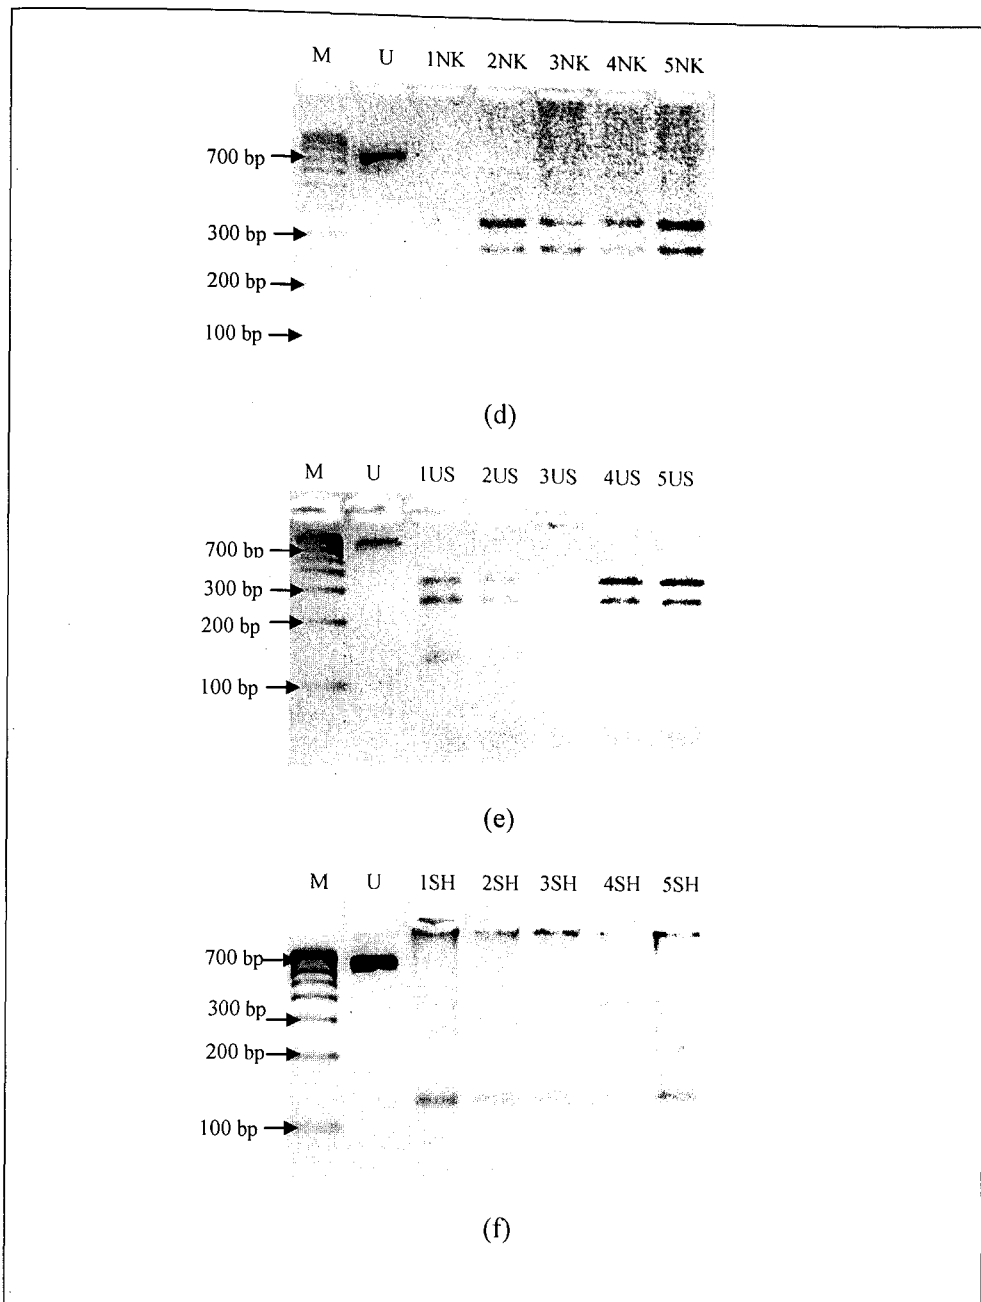 M U 1NK 2NK 3NK 4NK 5NK
700 bp
300 bp
200 bp
100 bp
(d)
M U 1US 2US 3US 4US 5US
700 bp
300 bp
200 bp
100 bp
(e)
M U 1SH 2SH 3SH 4SH 5SH
700 bp
300 bp
200 bp
100 bp
(f)